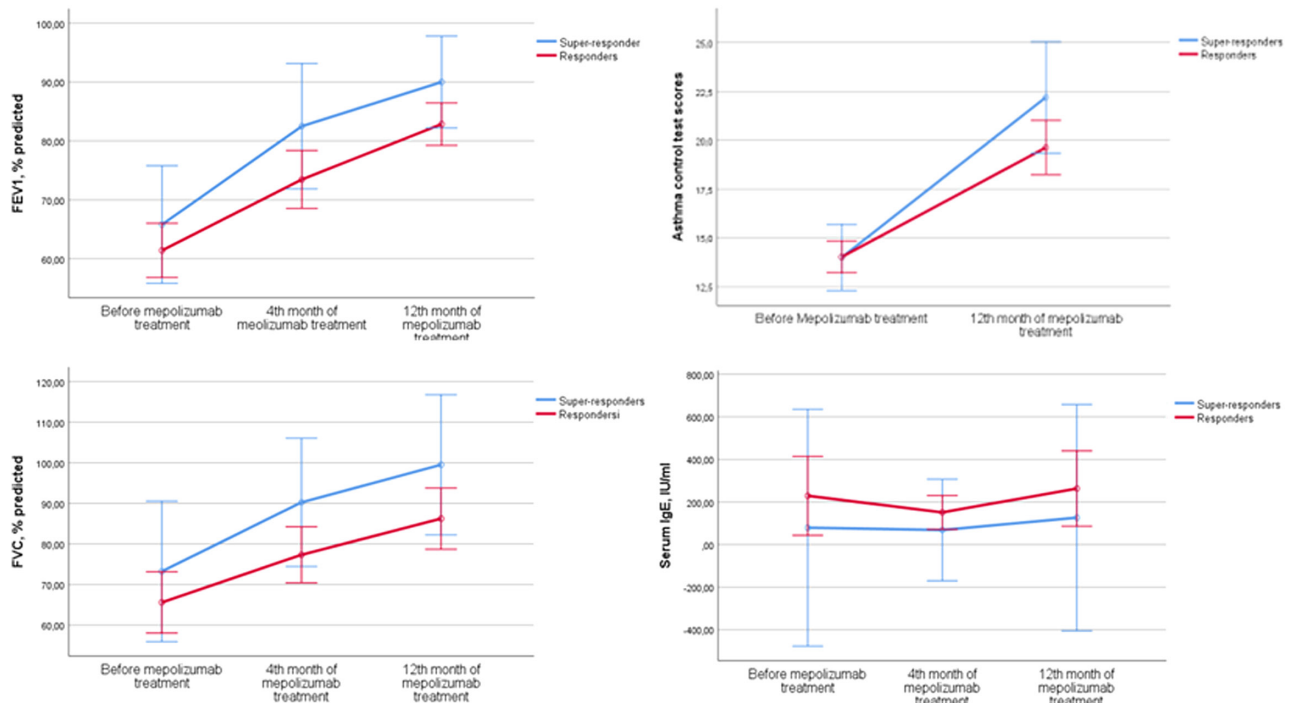 100,00
90,00
80,00
70,00
60,00
FEV1, % predicted
Before mepolizumab
treatment
4th month of
meolizumab treatment
12th month of
mepolizumab
treatment
Super-responder
Responders
25,0
22,5
20,0
17,5
15,0
12,5
Asthma control test scores
Before Mepolizumab treatment
12th month of mepolizumab
treatment
Super-responders
Responders
120,00
110,00
100,00
90,00
80,00
70,00
60,00
FVC, % predicted
Before mepolizumab
treatment
4th month of
mepolizumab
treatment
12th month of
mepolizumab
treatment
Super-responders
Respondersi
800,00
600,00
400,00
200,00
,00
-200,00
-400,00
Serum IgE, IU/ml
Before mepolizumab
treatment
4th month of
mepolizumab
treatment
12th month of
mepolizumab
treatment
Super-responders
Responders